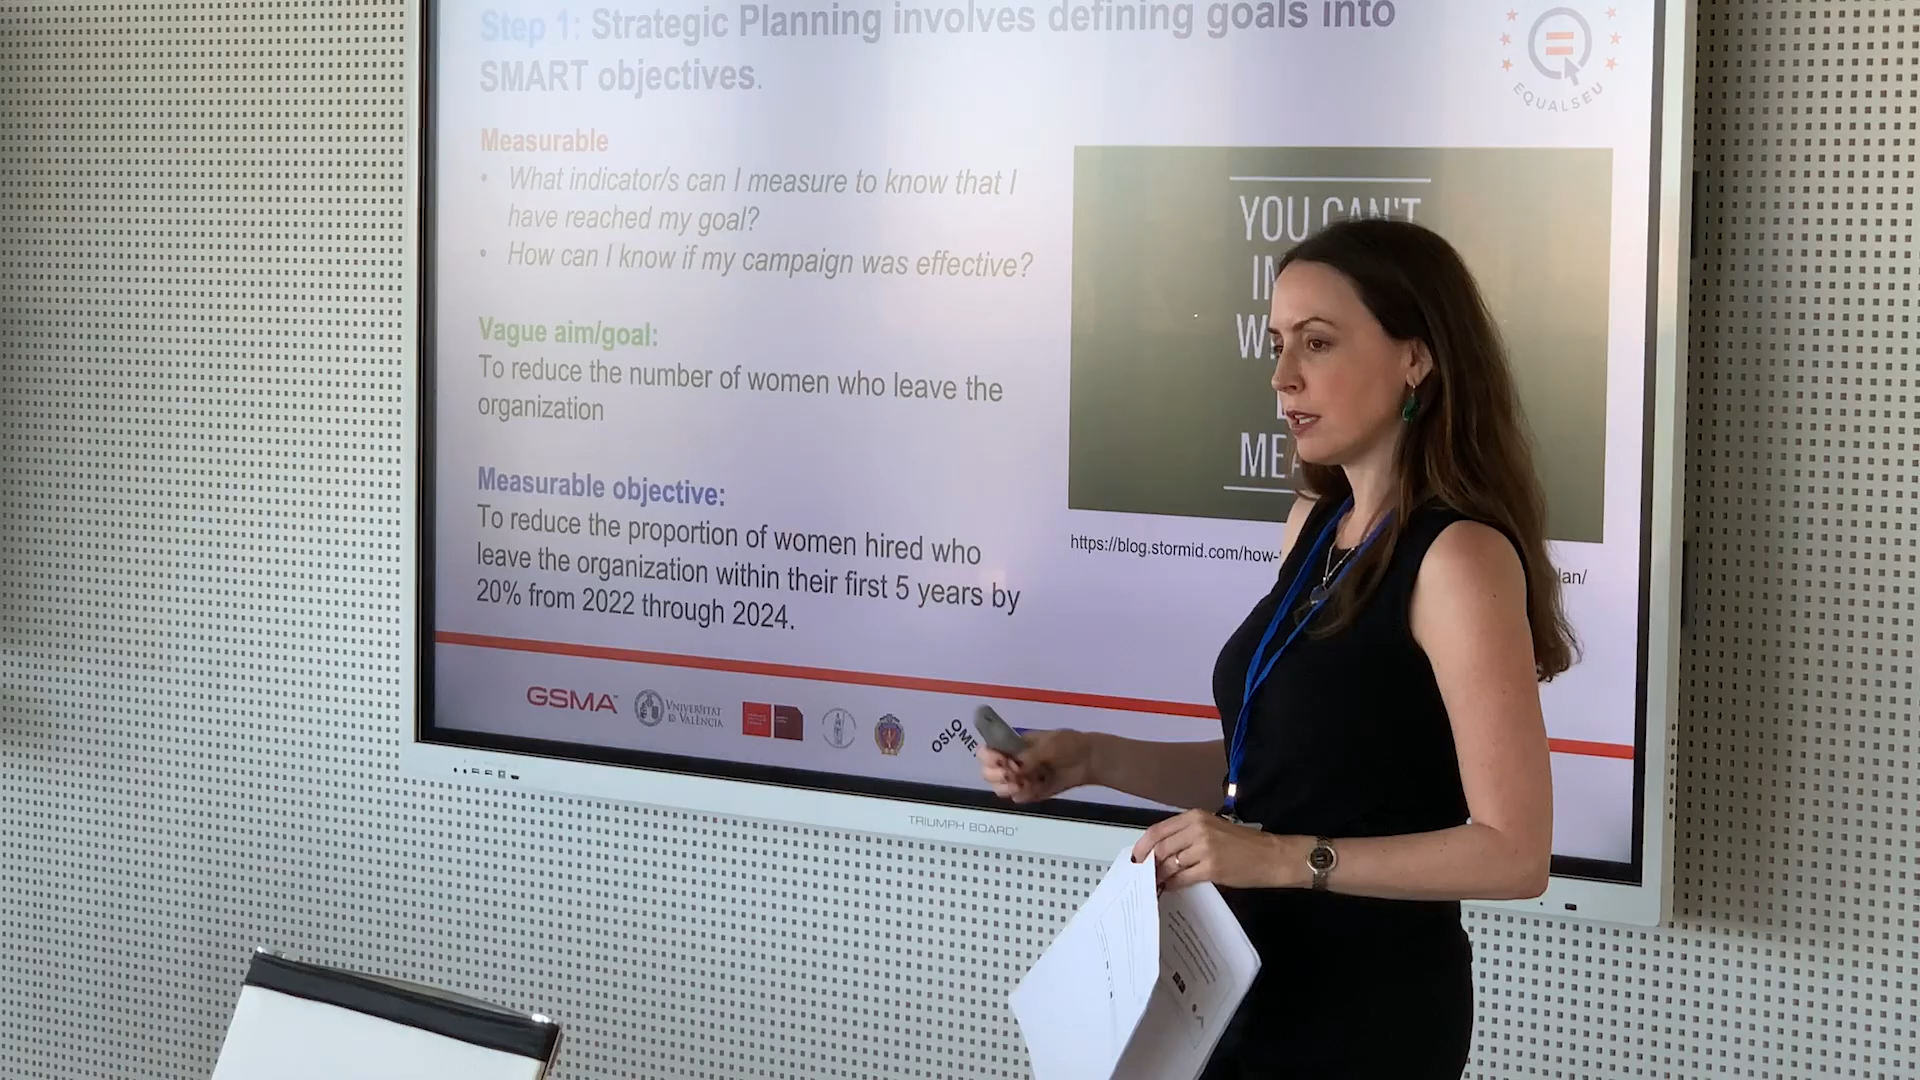 Step 1: Strategic Planning involves defining goals into
SMART objectives.
EQUALSEU
Measurable
• What indicator/s can I measure to know that I
have reached my goal?
• How can I know if my campaign was effective?
Vague aim/goal:
To reduce the number of women who leave the
organization
Measurable objective:
To reduce the proportion of women hired who
leave the organization within their first 5 years by
20% from 2022 through 2024.
YOU CAN'T
https://blog.stormid.com/how-
lan/
GSMA
VNIVERSITAT
DE VALÈNCIA
TRIUMPH BOARD